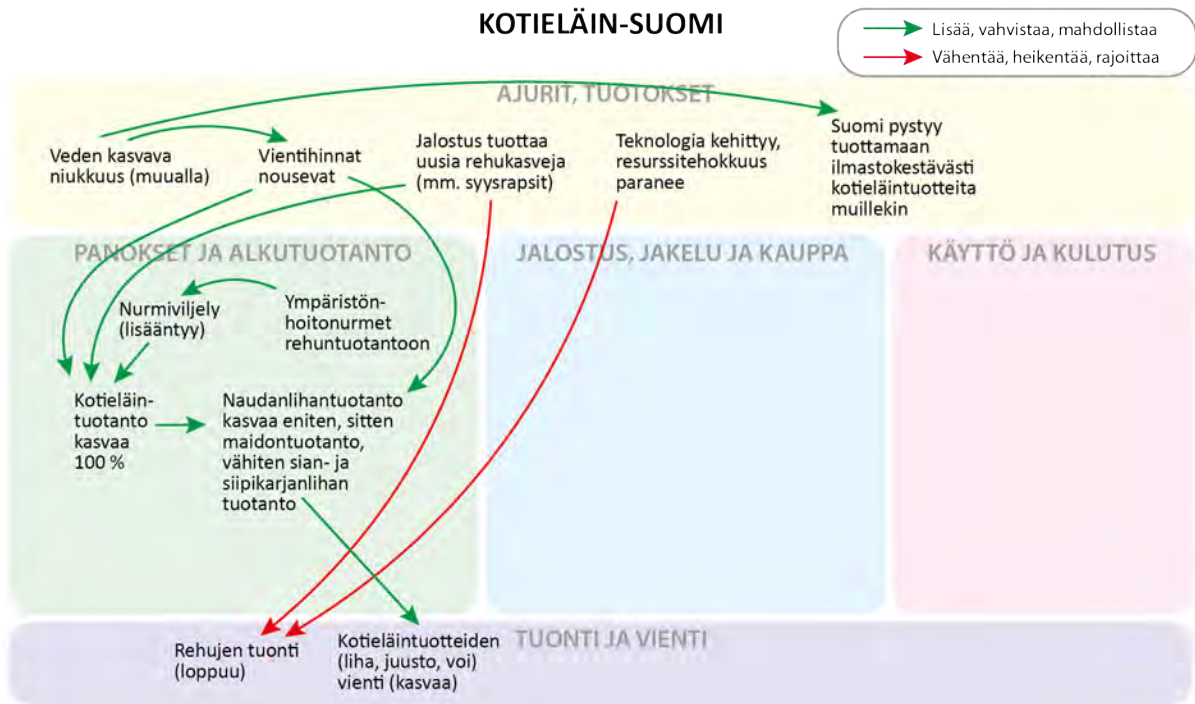 KOTIELÄIN-SUOMI
Lisää, vahvistaa, mahdollistaa
Vähentää, heikentää, rajoittaa
AJURIT, TUOTOKSET
Veden kasvava
niukkuus (muualla)
Vientihinnat
nousevat
Jalostus tuottaa
uusia rehukasveja
(mm. syysrapsit)
Teknologia kehittyy,
resurssitehokkuus
paranee
Suomi pystyy
tuottamaan
ilmastokestävästi
kotieläintuotteita
muillekin
PANOKSET JA ALKUTUOTANTO
JALOSTUS, JAKELU JA KAUPPA
KÄYTTÖ JA KULUTUS
Nurmiviljely
(lisääntyy)
Ympäristön-
hoitonurmet
rehuntuotantoon
Kotieläin-
tuotanto
kasvaa
100 %
Naudanlihantuotanto
kasvaa eniten, sitten
maidontuotanto,
vähiten sian- ja
siipikarjanlihan
tuotanto
TUONTI JA VIENTI
Rehujen tuonti
(loppuu)
Kotieläintuotteiden
(liha, juusto, voi)
vienti (kasvaa)